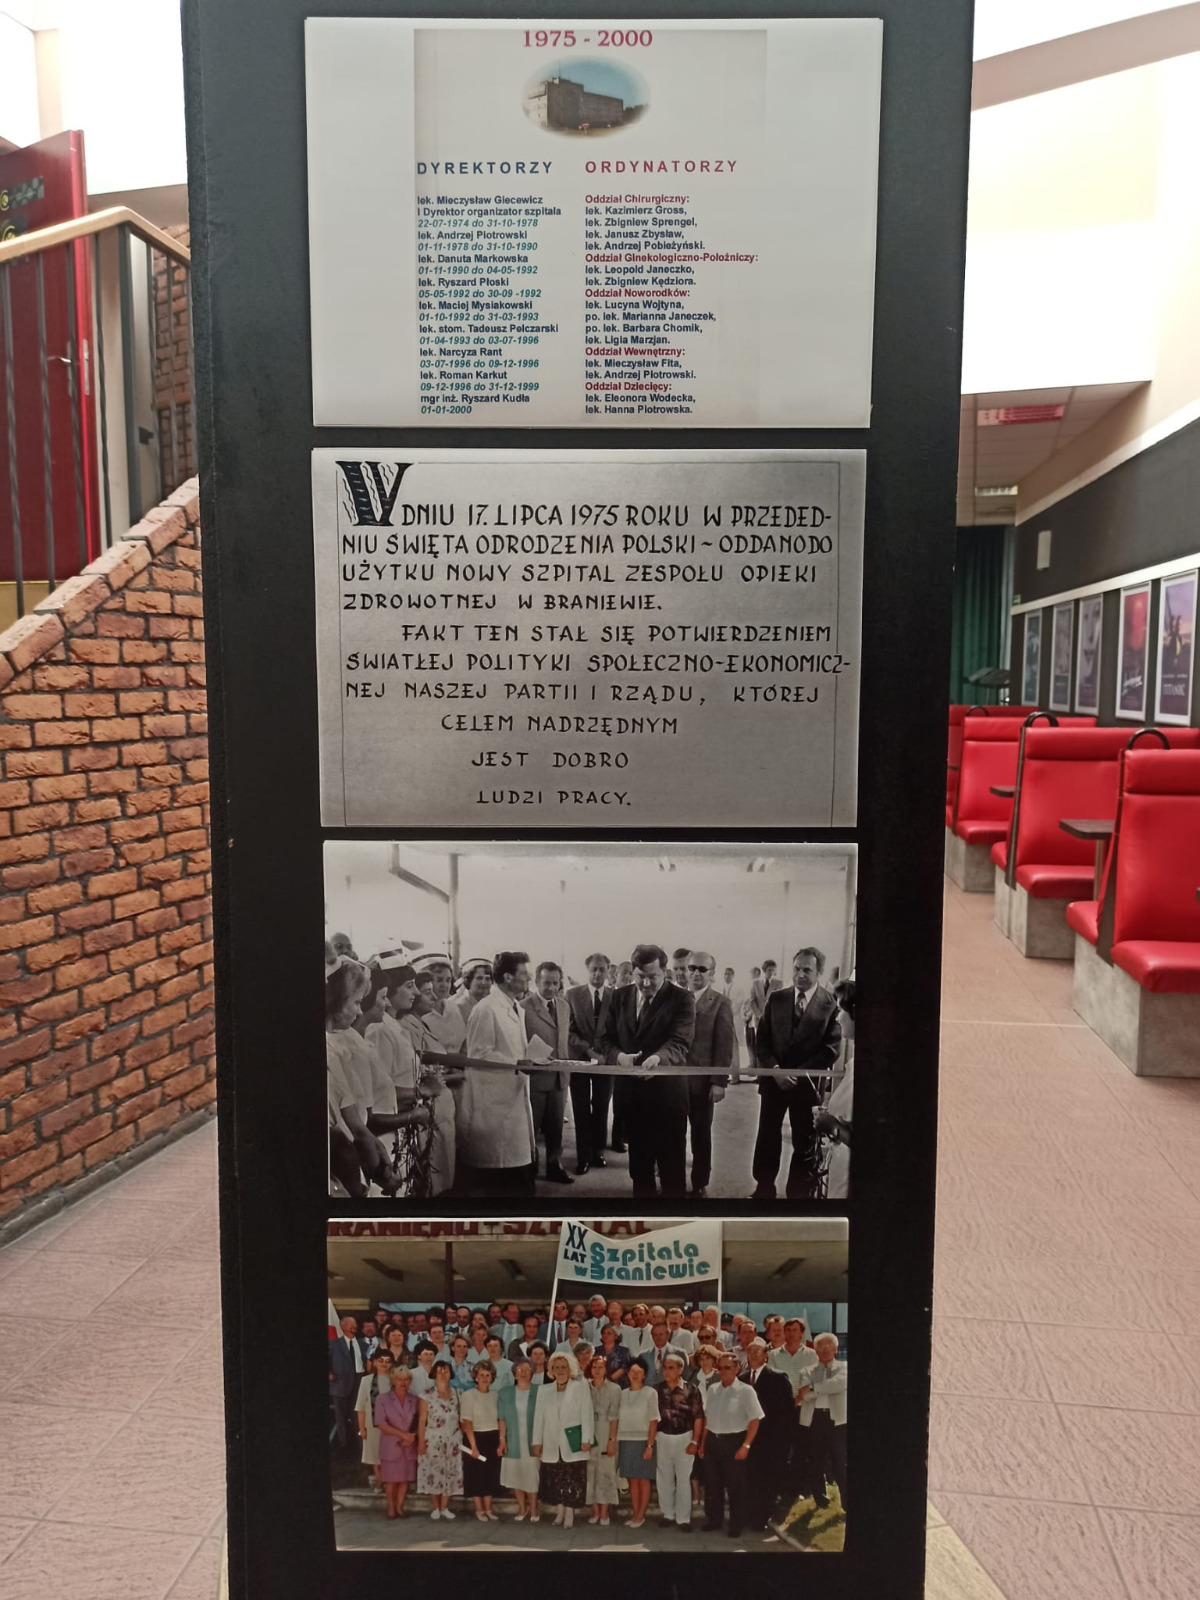 1975 - 2000
DYREKTORZY
lek. Mieczysław Giecewicz
I Dyrektor organizator szpitala
22-07-1974 do 31-10-1978
lek. Andrzej Piotrowski
01-11-1978 do 31-10-1990
lek. Danuta Markowska
01-11-1990 do 04-05-1992
lek. Ryszard Płoski
05-05-1992 do 30-09 -1992
lek. Maciej Mysiakowski
01-10-1992 do 31-03-1993
lek. stom. Tadeusz Pelczarski
01-04-1993 do 03-07-1996
lek. Narcyza Rant
03-07-1996 do 09-12-1996
lek. Roman Karkut
09-12-1996 do 31-12-1999
mgr inż. Ryszard Kudła
01-01-2000
ORDYNATORZY
Oddział Chirurgiczny:
lek. Kazimierz Gross,
lek. Zbigniew Sprengel,
lek. Janusz Zbysław,
lek. Andrzej Pobieżyński.
Oddział Ginekologiczno-Położniczy:
lek. Leopold Janeczko,
lek. Zbigniew Kędziora.
Oddział Noworodków:
lek. Lucyna Wojtyna,
po. lek. Marianna Janeczek,
po. lek. Barbara Chomik,
lek. Ligia Marzjan.
Oddział Wewnętrzny:
lek. Mieczysław Fita,
lek. Andrzej Piotrowski.
Oddział Dziecięcy:
lek. Eleonora Wodecka,
lek. Hanna Piotrowska.
W DNIU 17. LIPCA 1975 ROKU W PRZEDED-
NIU ŚWIĘTA ODRODZENIA POLSKI ~ ODDANO DO
UŻYTKU NOWY SZPITAL ZESPOŁU OPIEKI
ZDROWOTNEJ W BRANIEWIE.
FAKT TEN STAŁ SIĘ POTWIERDZENIEM
ŚWIATŁEJ POLITYKI SPOŁECZNO-EKONOMICZ-
NEJ NASZEJ PARTII I RZĄDU, KTÓREJ
CELEM NADRZĘDNYM
JEST DOBRO
LUDZI PRACY.
SZPITAL
XX LAT Szpitala
w Braniewie
TITANIC